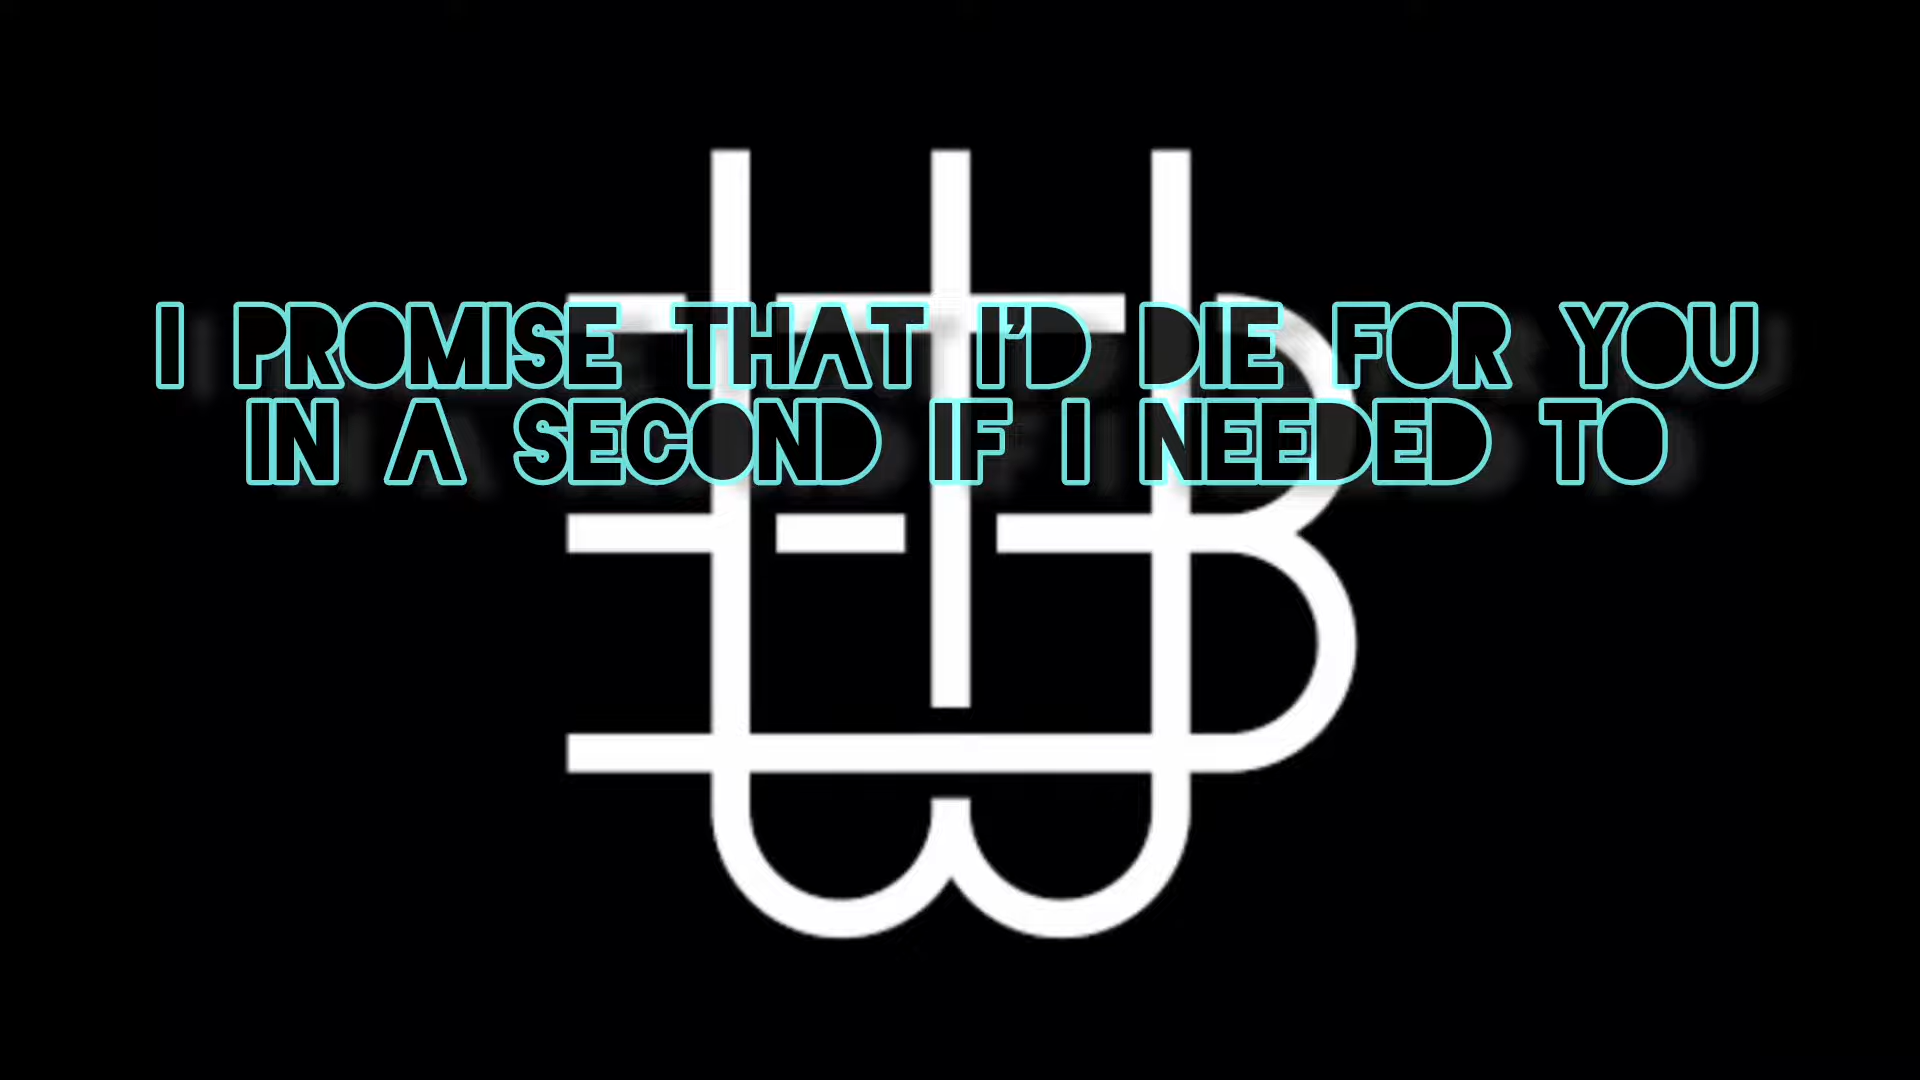 I PROMISE THAT I'D DIE FOR YOU
IN A SECOND IF I NEEDED TO